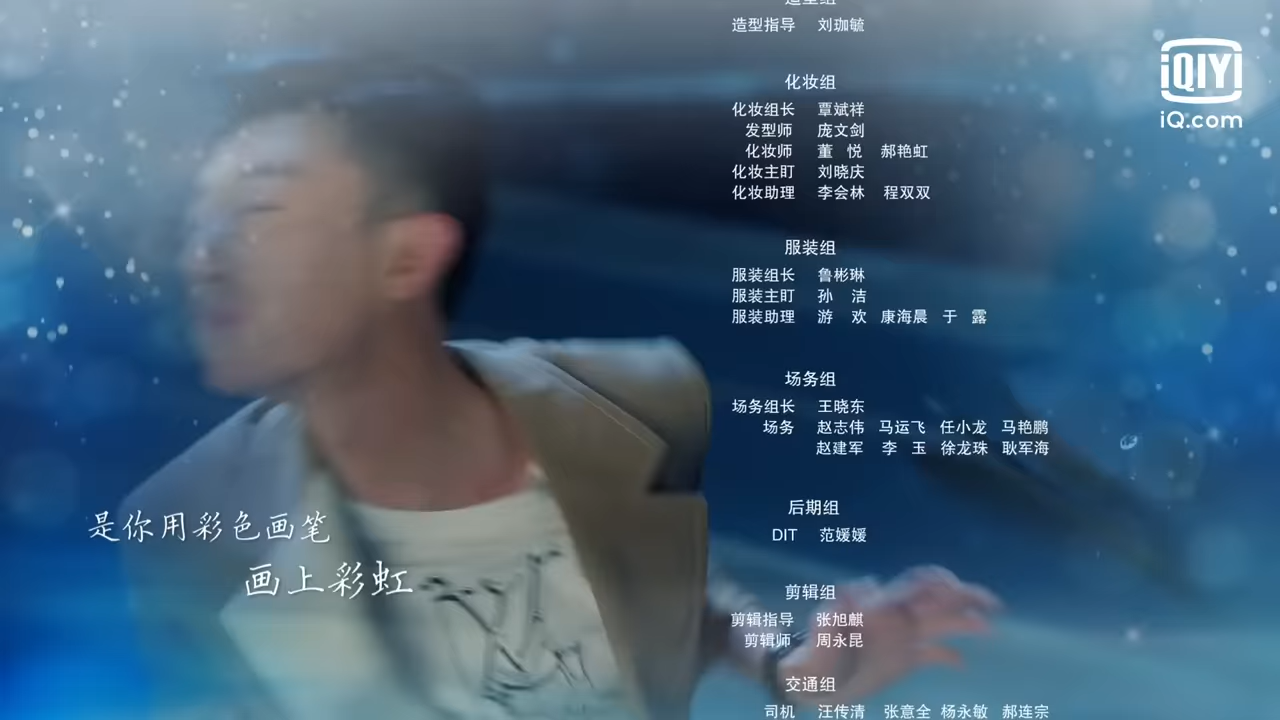 造型组
造型指导 刘珈毓
iQIYI
iQ.com
化妆组
化妆组长 覃斌祥
发型师 庞文剑
化妆师 董 悦 郝艳虹
化妆主盯 刘晓庆
化妆助理 李会林 程双双
服装组
服装组长 鲁彬琳
服装主盯 孙 洁
服装助理 游 欢 康海晨 于 露
场务组
场务组长 王晓东
场务 赵志伟 马运飞 任小龙 马艳鹏
赵建军 李 玉 徐龙珠 耿军海
后期组
DIT 范媛媛
剪辑组
剪辑指导 张旭麒
剪辑师 周永昆
交通组
司机 汪传清 张意全 杨永敏 郝连宗
是你用彩色画笔
画上彩虹